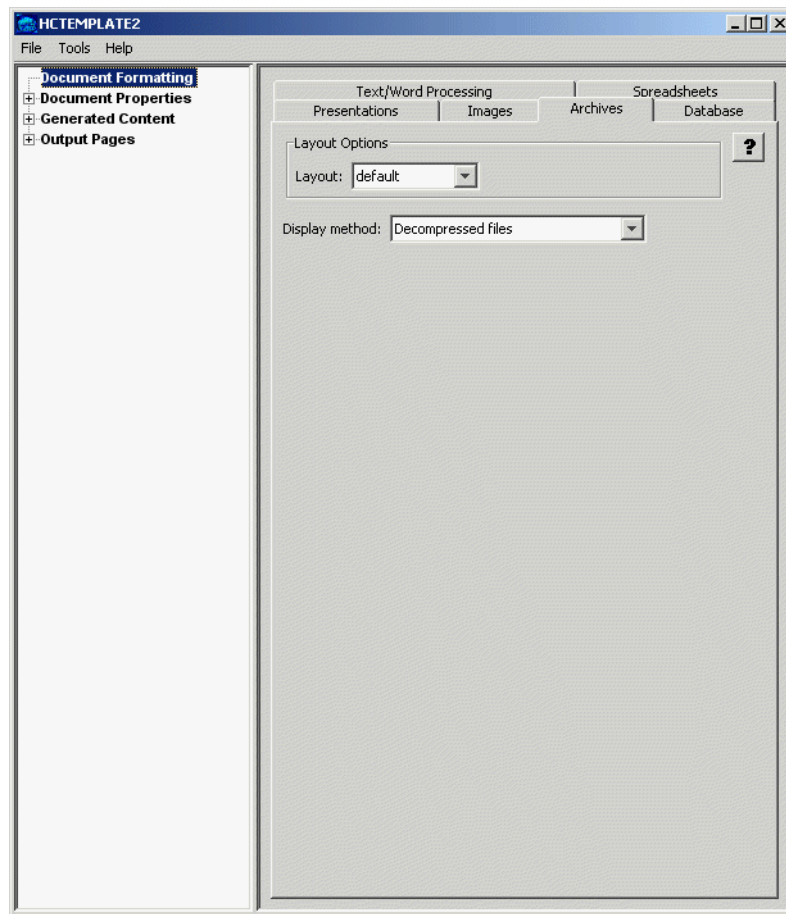 HCTEMPLATE2
File Tools Help
Document Formatting
Document Properties
Generated Content
Output Pages
Text/Word Processing Spreadsheets
Presentations Images Archives Database
Layout Options
?
Layout: default
Display method: Decompressed files